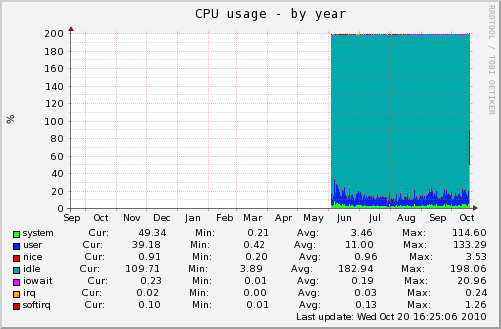 CPU usage - by year
RRDTOOL / TOBI OETIKER
%
200
180
160
140
120
100
80
60
40
20
0
Sep Oct Nov Dec Jan Feb Mar Apr May Jun Jul Aug Sep Oct
system Cur: 49.34 Min: 0.21 Avg: 3.46 Max: 114.60
user Cur: 39.18 Min: 0.42 Avg: 11.00 Max: 133.29
nice Cur: 0.91 Min: 0.20 Avg: 0.96 Max: 3.53
idle Cur: 109.71 Min: 3.89 Avg: 182.94 Max: 198.06
iowait Cur: 0.23 Min: 0.01 Avg: 0.19 Max: 20.96
irq Cur: 0.02 Min: 0.00 Avg: 0.03 Max: 0.24
softirq Cur: 0.10 Min: 0.01 Avg: 0.13 Max: 1.26
Last update: Wed Oct 20 16:25:06 2010